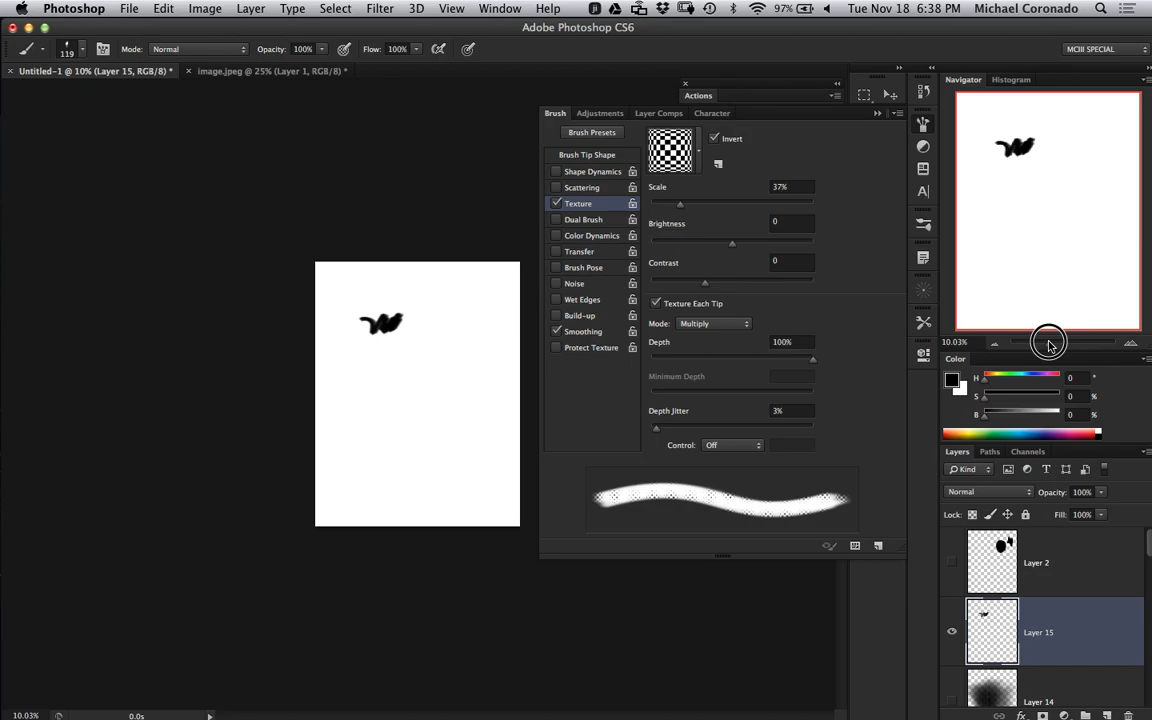 Photoshop File Edit Image Layer Type Select Filter 3D View Window Help 97% Tue Nov 18 6:38 PM Michael Coronado
Adobe Photoshop CS6
119 Mode: Normal Opacity: 100% Flow: 100% MCIII SPECIAL
Untitled-1 @ 10% (Layer 15, RGB/8) * image.jpeg @ 25% (Layer 1, RGB/8) *
Actions
Navigator Histogram
Brush Adjustments Layer Comps Character
Brush Presets
Invert
Brush Tip Shape
Shape Dynamics
Scattering
Texture
Dual Brush
Color Dynamics
Transfer
Brush Pose
Noise
Wet Edges
Build-up
Smoothing
Protect Texture
Scale 37%
Brightness 0
Contrast 0
Texture Each Tip
Mode: Multiply
Depth 100%
Minimum Depth
Depth Jitter 3%
Control: Off
10.03%
Color
H 0 °
S 0 %
B 0 %
Layers Paths Channels
Kind
Normal Opacity: 100%
Lock: Fill: 100%
Layer 2
Layer 15
Layer 14
10.03% 0.0s